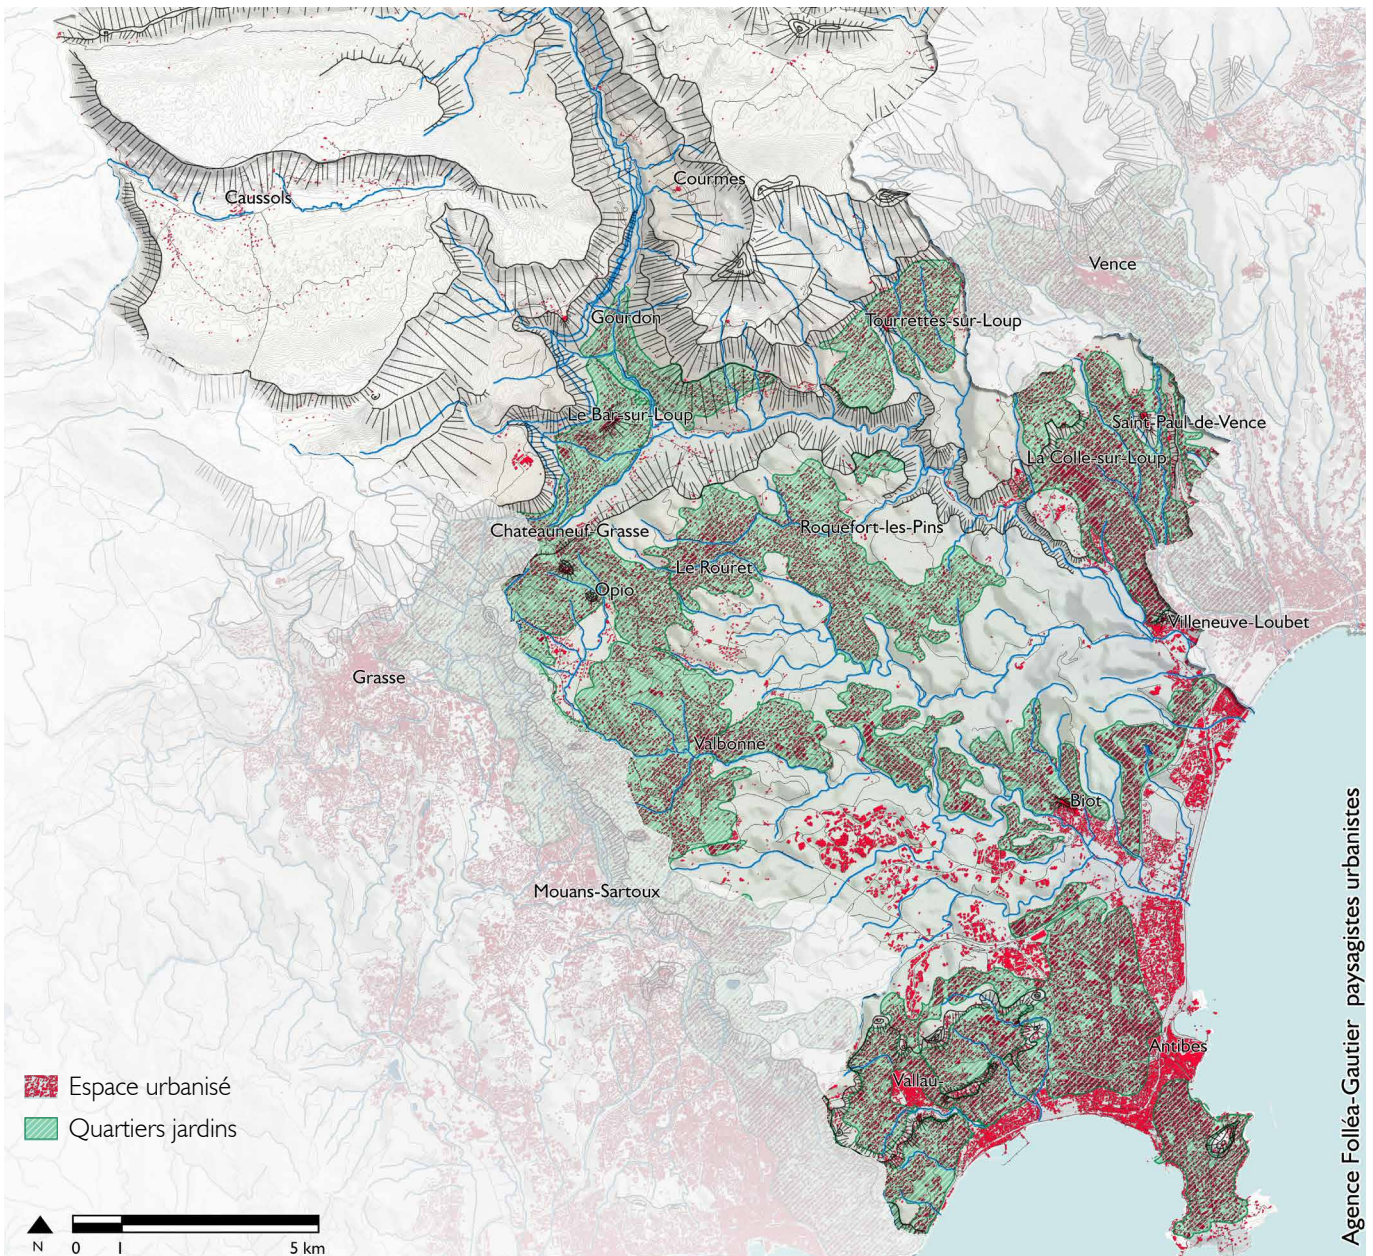 Courmes
Caussols
Vence
Gourdon
Tourrettes-sur-Loup
Le Bar-sur-Loup
Saint-Paul-de-Vence
La Colle-sur-Loup
Chateauneuf-Grasse
Roquefort-les-Pins
Le Rouret
Opio
Villeneuve-Loubet
Grasse
Valbonne
Biot
Mouans-Sartoux
Antibes
Vallau-
Espace urbanisé
Quartiers jardins
N
0 1 5 km
Agence Folléa-Gautier paysagistes urbanistes